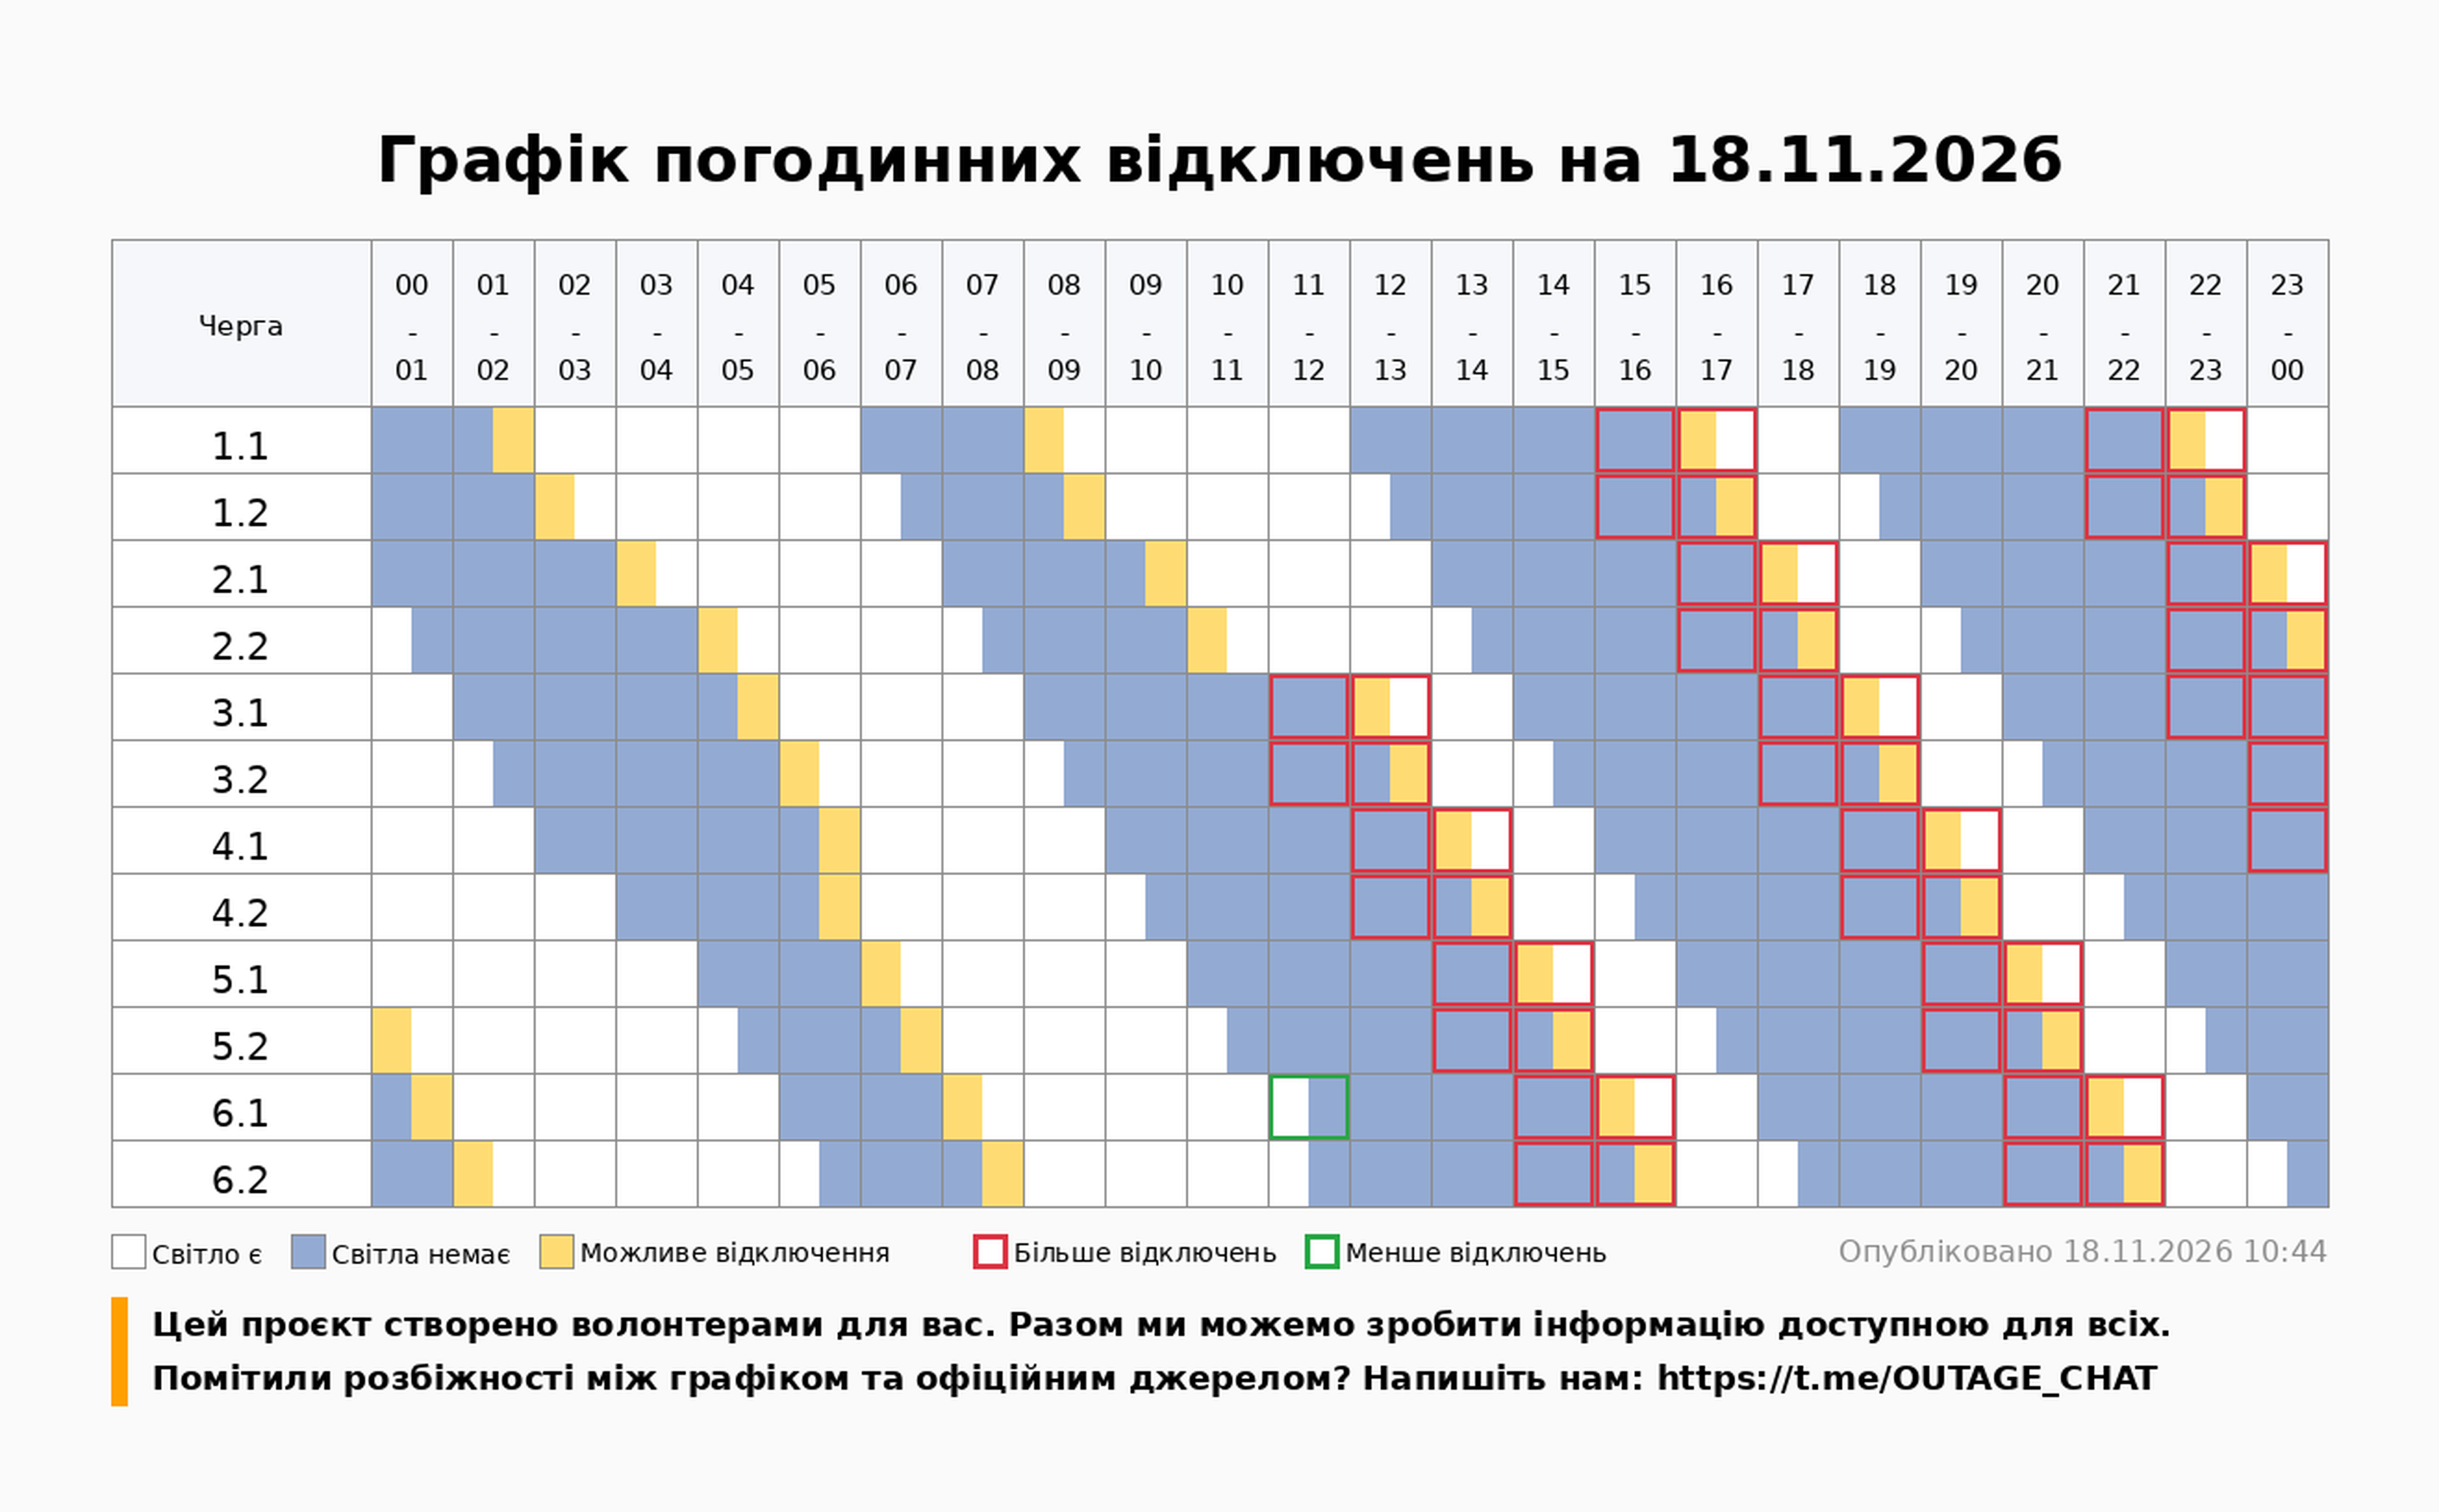 Графік погодинних відключень на 18.11.2026
Черга
00 - 01
01 - 02
02 - 03
03 - 04
04 - 05
05 - 06
06 - 07
07 - 08
08 - 09
09 - 10
10 - 11
11 - 12
12 - 13
13 - 14
14 - 15
15 - 16
16 - 17
17 - 18
18 - 19
19 - 20
20 - 21
21 - 22
22 - 23
23 - 00
1.1
1.2
2.1
2.2
3.1
3.2
4.1
4.2
5.1
5.2
6.1
6.2
Світло є
Світла немає
Можливе відключення
Більше відключень
Менше відключень
Опубліковано 18.11.2026 10:44
Цей проєкт створено волонтерами для вас. Разом ми можемо зробити інформацію доступною для всіх.
Помітили розбіжності між графіком та офіційним джерелом? Напишіть нам: https://t.me/OUTAGE_CHAT